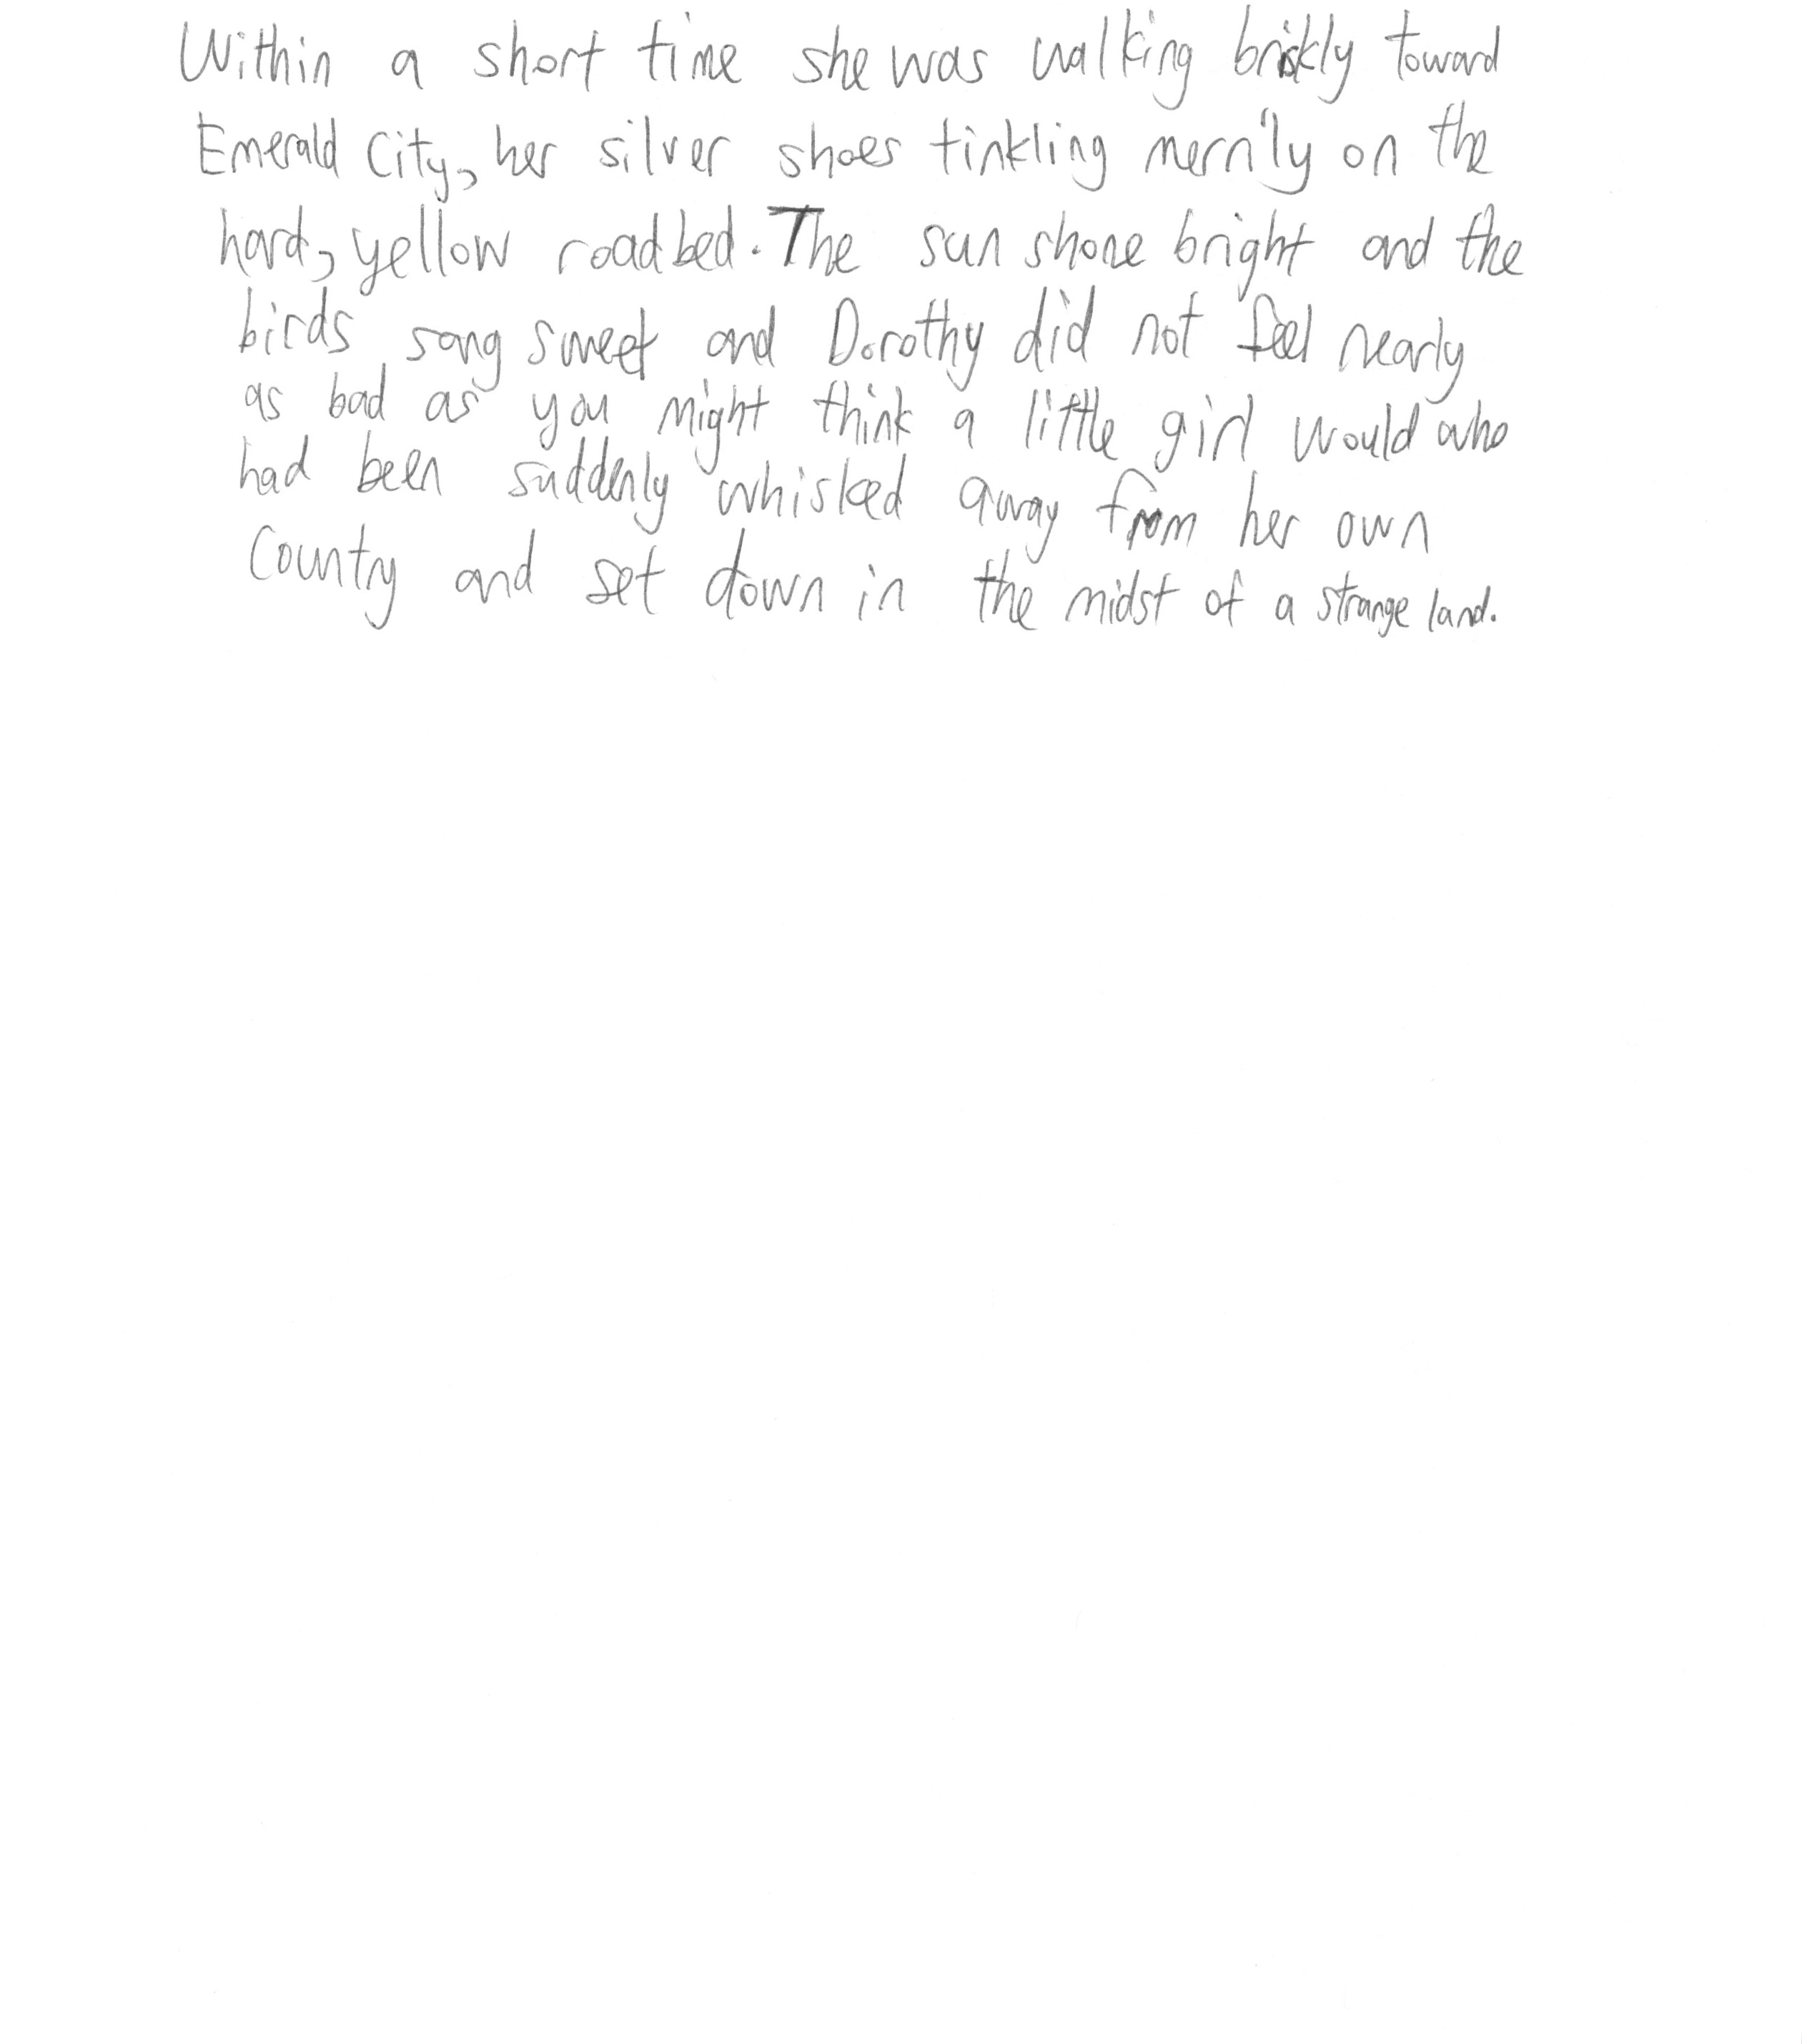 Within a short time she was walking briskly toward
Emerald City, her silver shoes tinkling merrily on the
hard, yellow roadbed. The sun shone bright and the
birds sang sweet and Dorothy did not feel nearly
as bad as you might think a little girl would who
had been suddenly whisked away from her own
Country and set down in the midst of a strange land.